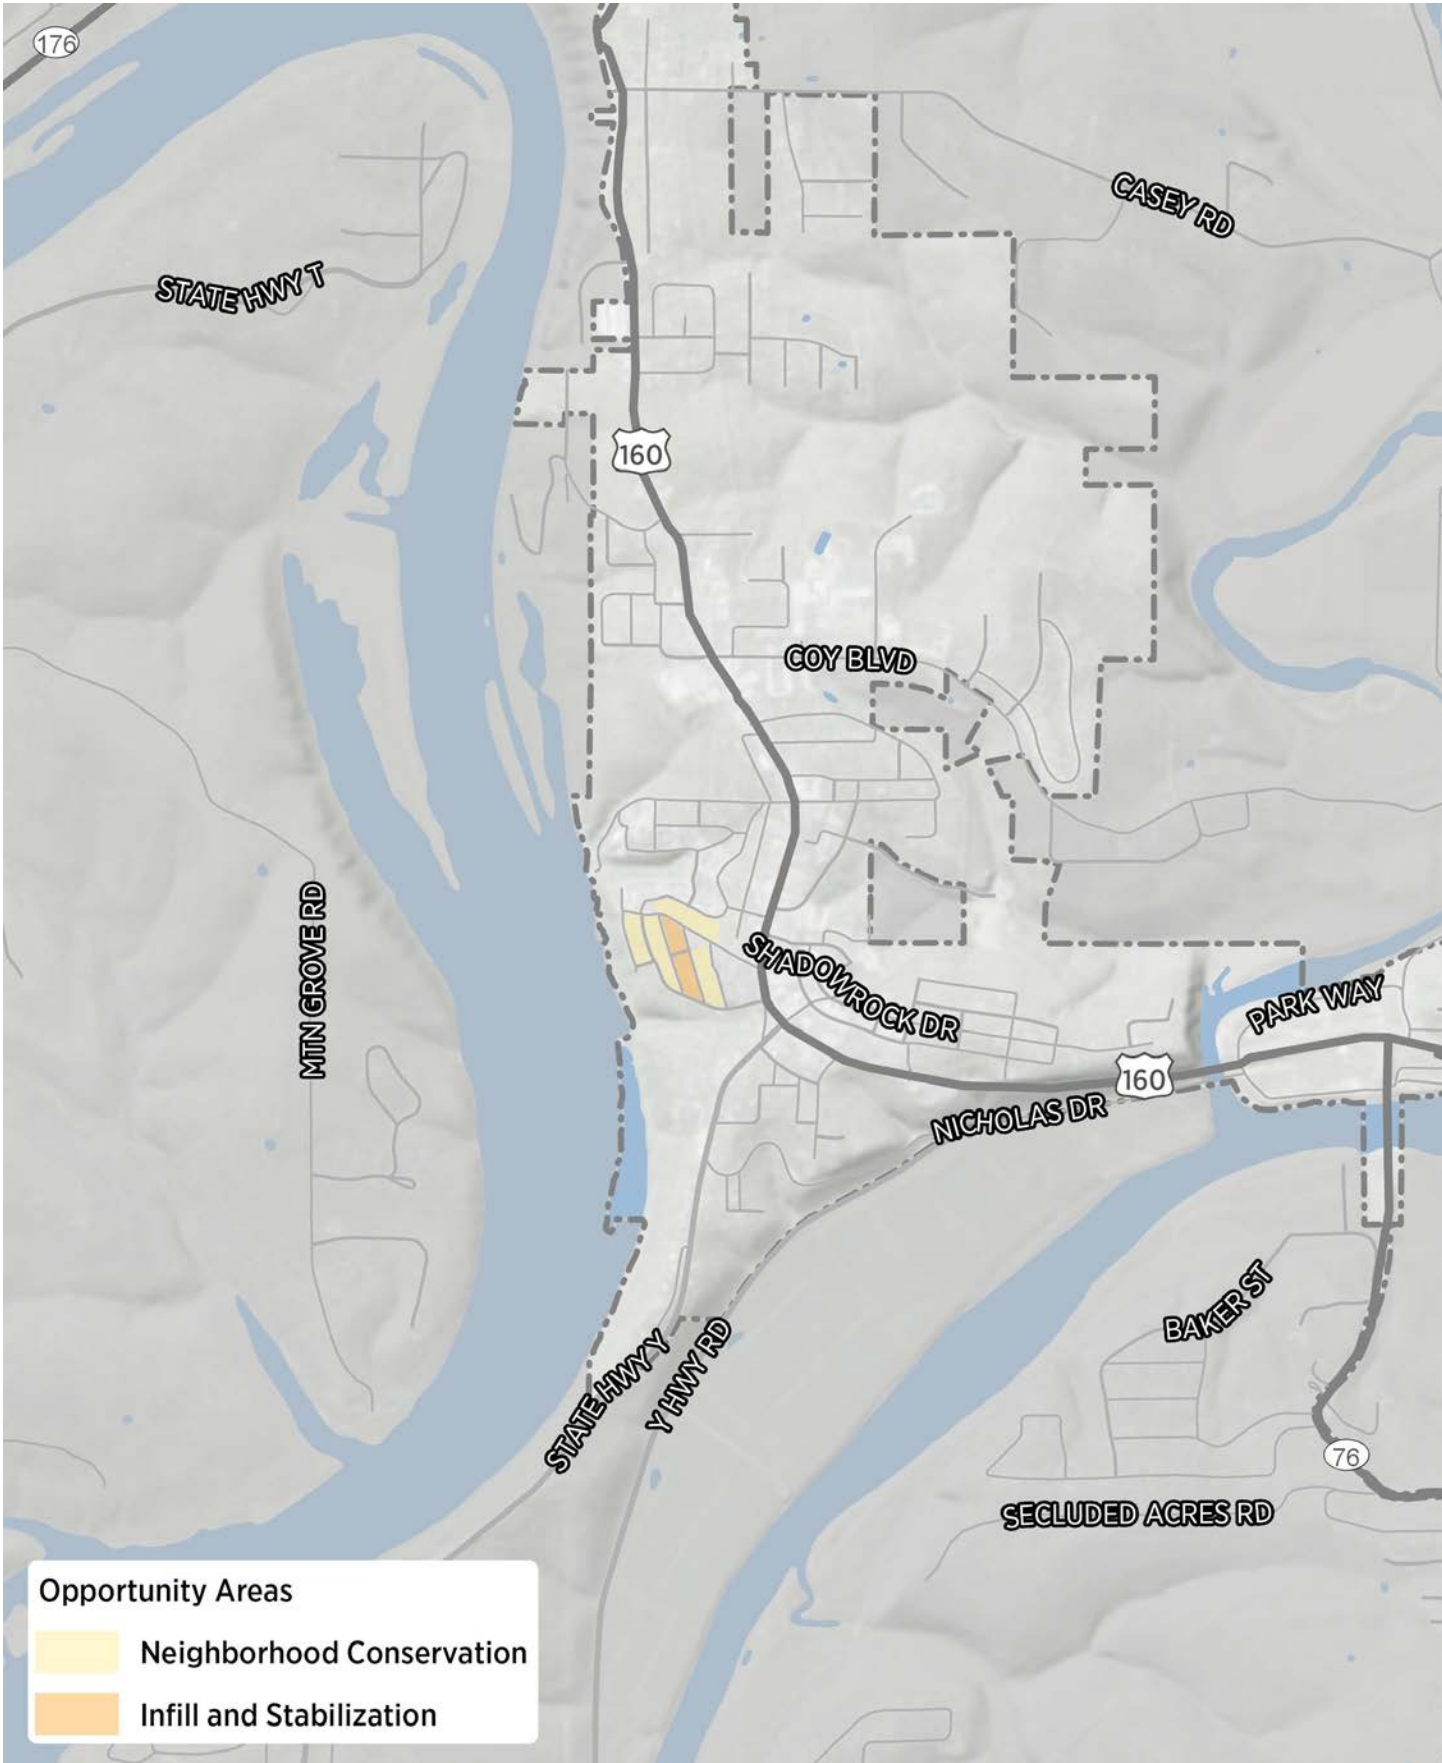 176
CASEY RD
STATE HWY T
160
COY BLVD
MTN GROVE RD
SHADOWROCK DR
PARK WAY
160
NICHOLAS DR
BAKER ST
STATE HWY Y
Y HWY RD
76
SECLUDED ACRES RD
Opportunity Areas
Neighborhood Conservation
Infill and Stabilization